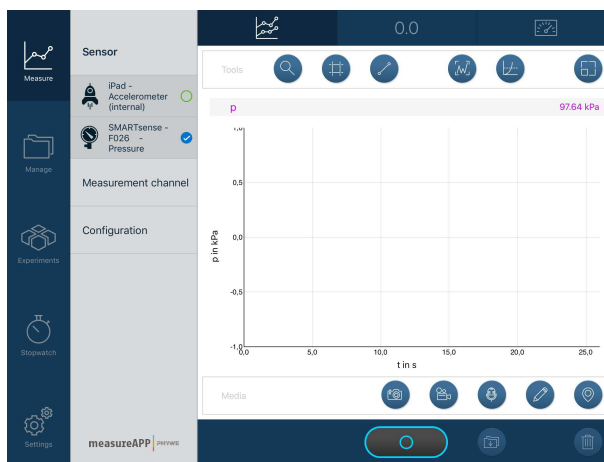 0.0
Measure
Manage
Experiments
Stopwatch
Settings
Sensor
iPad -
Accelerometer
(internal)
SMARTsense -
F026 -
Pressure
Measurement channel
Configuration
measureAPP PHYWE
Tools
p 97.64 kPa
1,0
0,5
0,0
-0,5
-1,0
p in kPa
0,0 5,0 10,0 15,0 20,0 25,0
t in s
Media